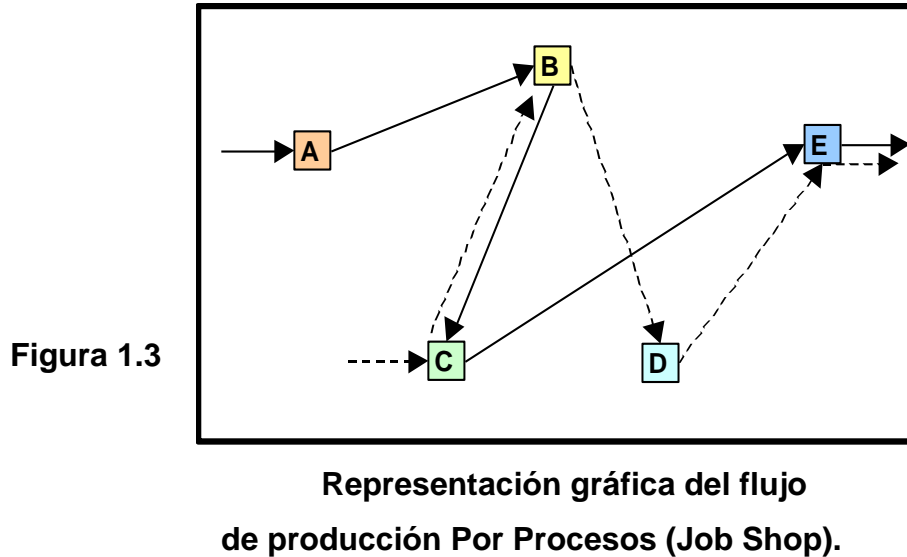 B
A
E
Figura 1.3
C
D
Representación gráfica del flujo
de producción Por Procesos (Job Shop).